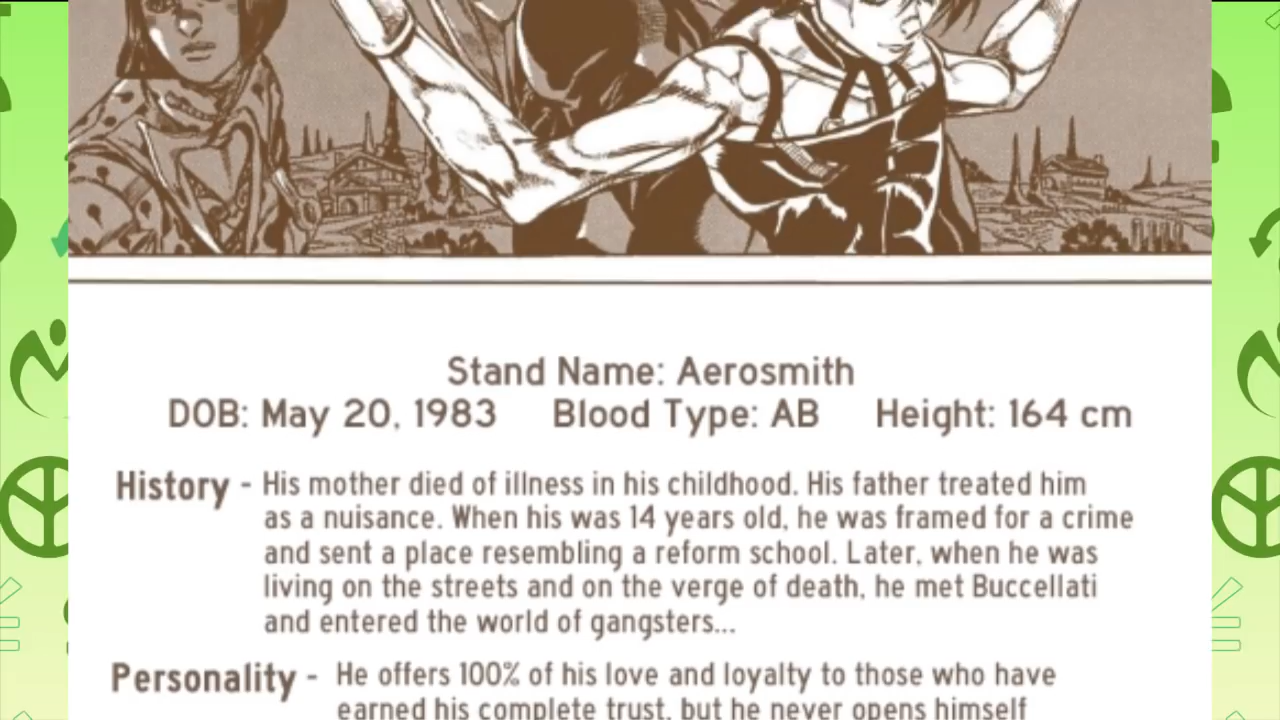 Stand Name: Aerosmith
DOB: May 20, 1983 Blood Type: AB Height: 164 cm
History - His mother died of illness in his childhood. His father treated him
as a nuisance. When his was 14 years old, he was framed for a crime
and sent a place resembling a reform school. Later, when he was
living on the streets and on the verge of death, he met Buccellati
and entered the world of gangsters...
Personality - He offers 100% of his love and loyalty to those who have
earned his complete trust, but he never opens himself